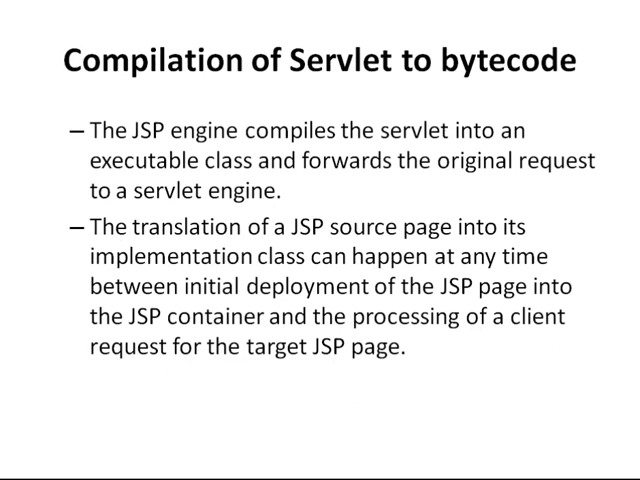 Compilation of Servlet to bytecode
– The JSP engine compiles the servlet into an
executable class and forwards the original request
to a servlet engine.
– The translation of a JSP source page into its
implementation class can happen at any time
between initial deployment of the JSP page into
the JSP container and the processing of a client
request for the target JSP page.